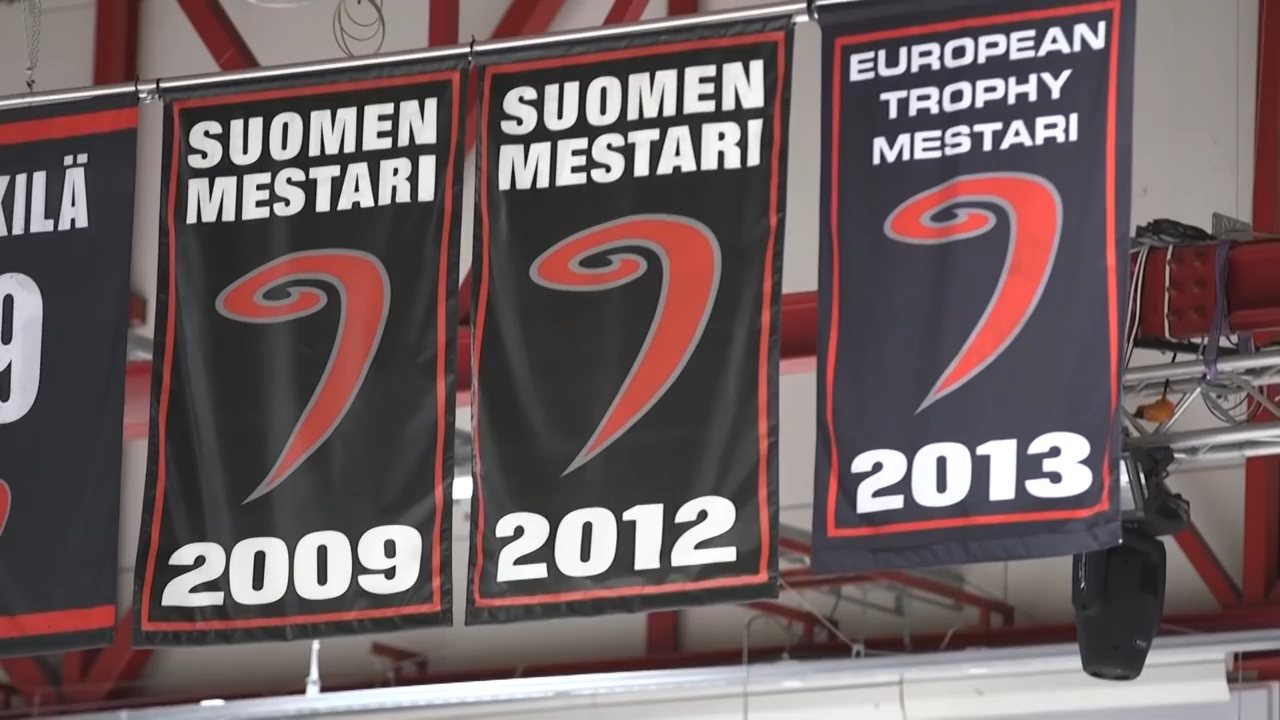 KILÄ
9
SUOMEN
MESTARI
2009
SUOMEN
MESTARI
2012
EUROPEAN
TROPHY
MESTARI
2013